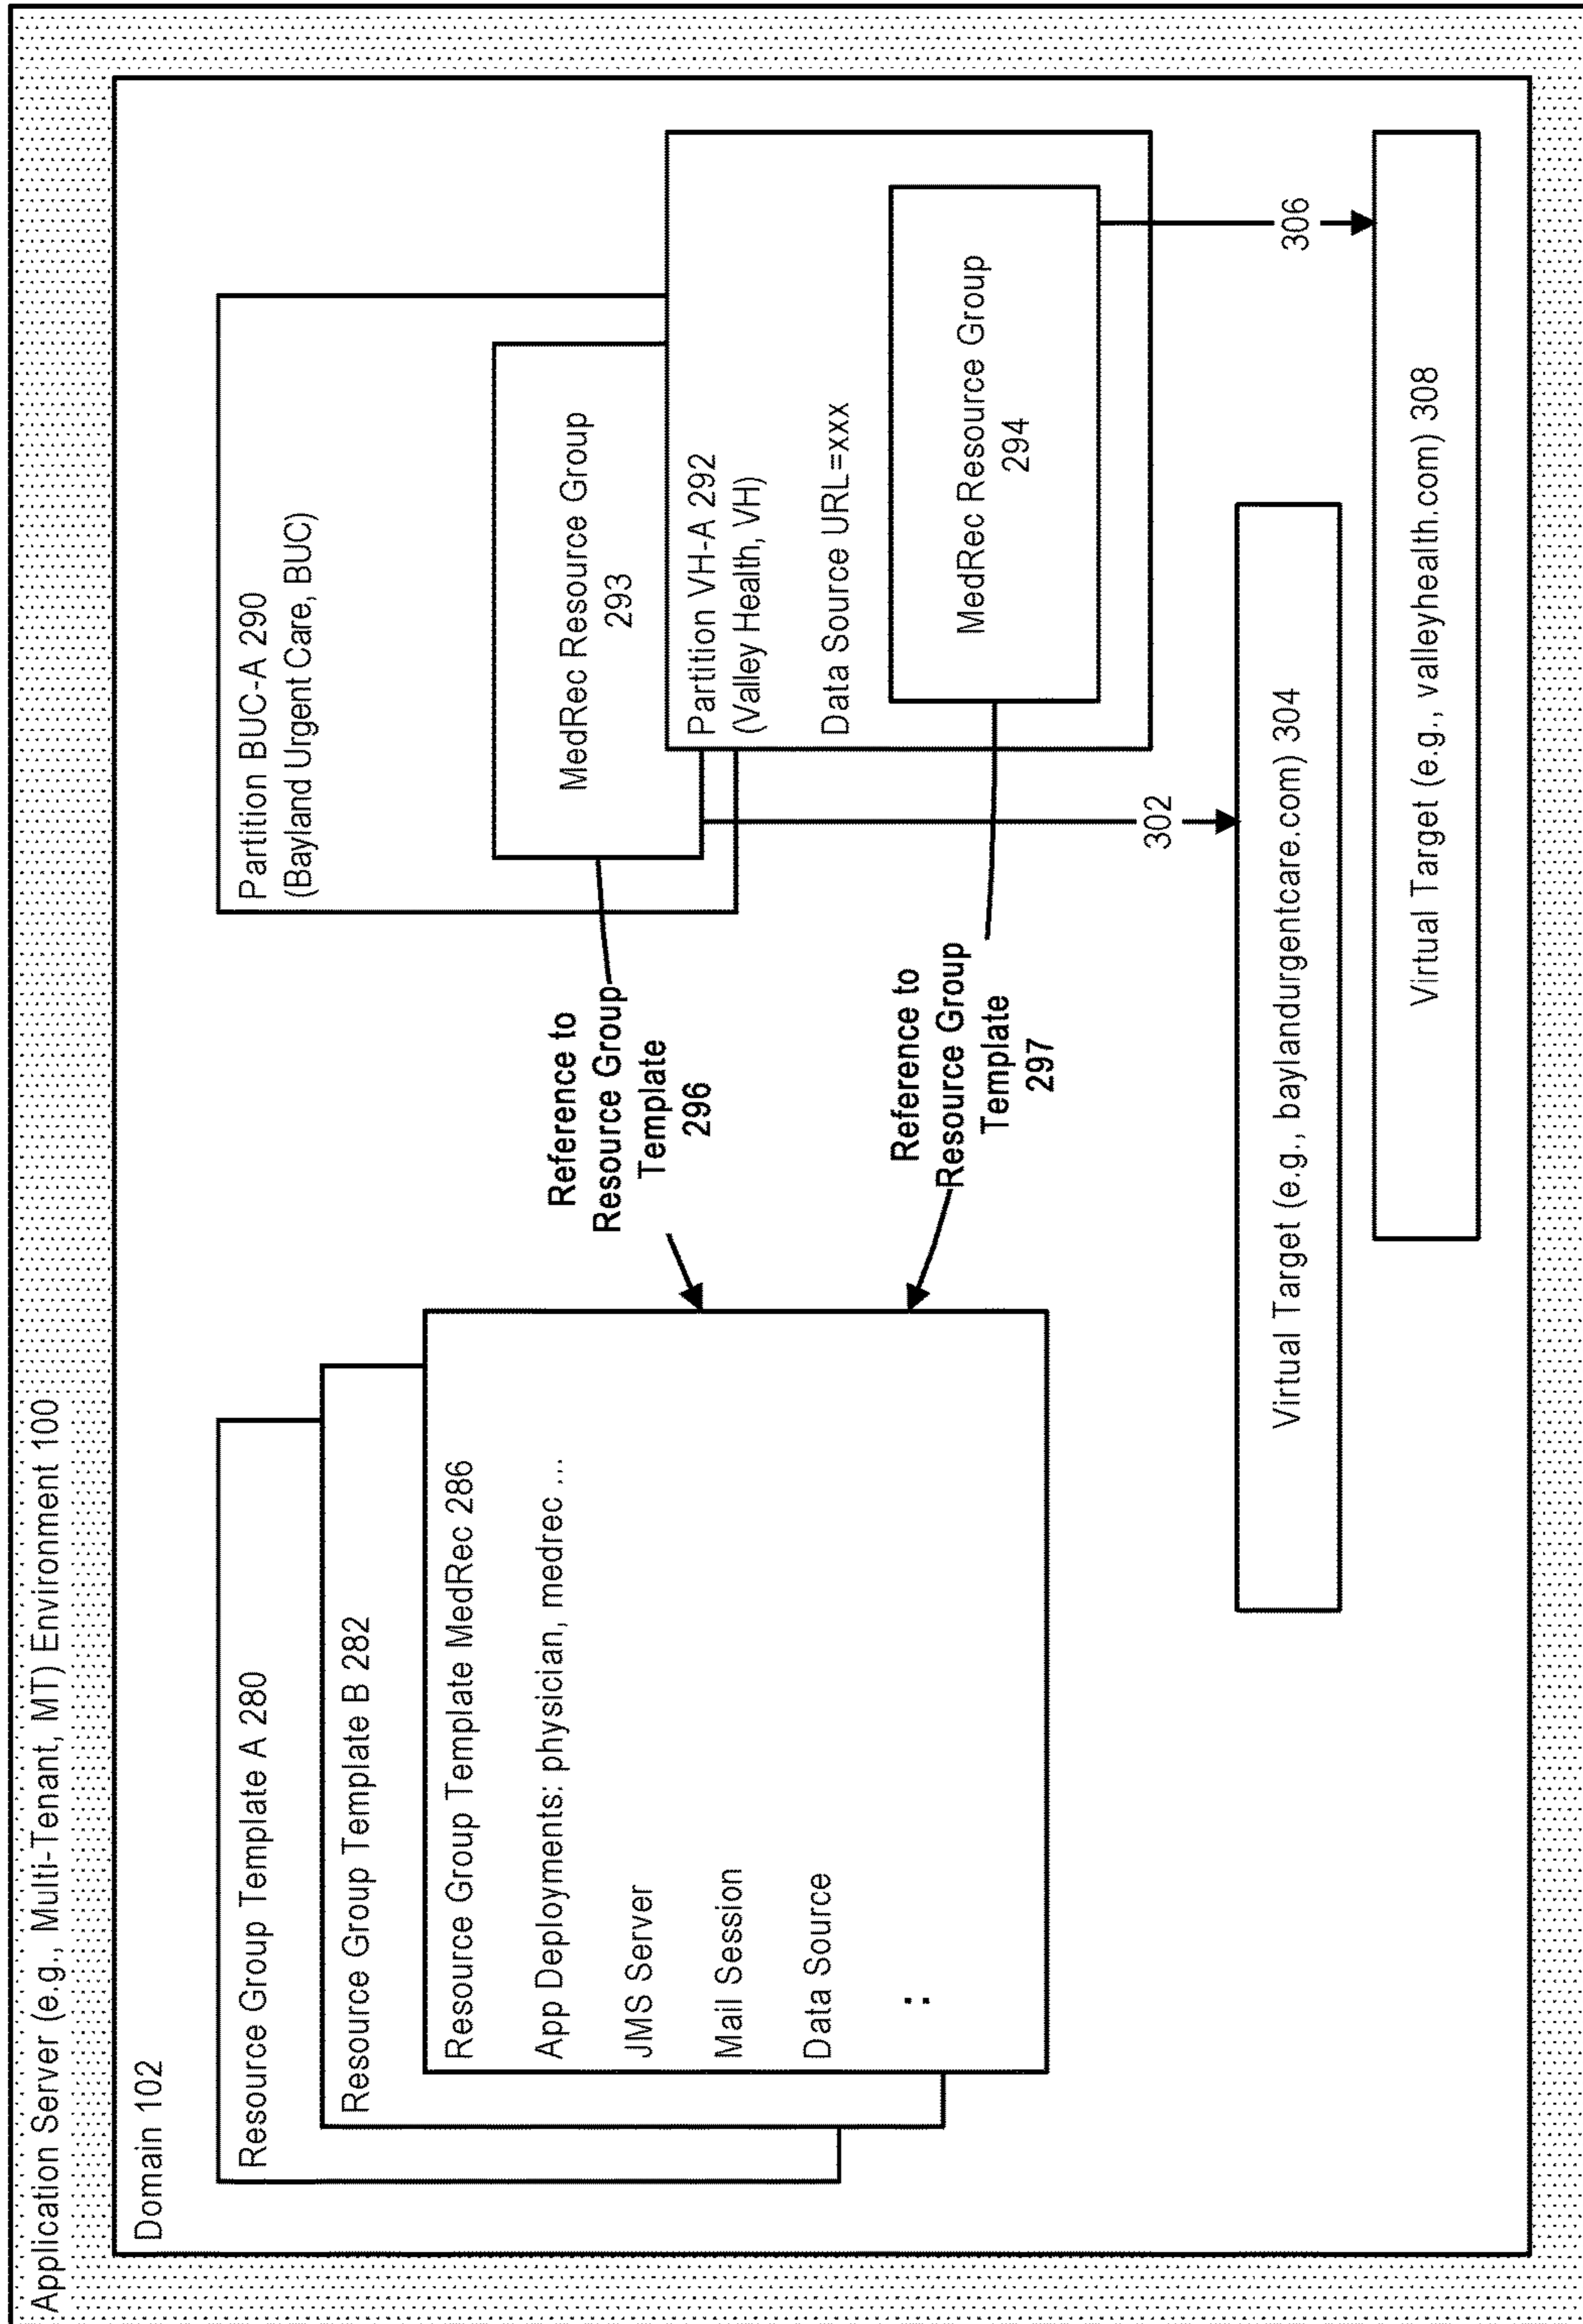 Application Server (e.g., Multi-Tenant, MT) Environment 100
Domain 102
Resource Group Template A 280
Resource Group Template B 282
Resource Group Template MedRec 286
App Deployments: physician, medrec ...
JMS Server
Mail Session
Data Source
:
Reference to
Resource Group
Template
296
Reference to
Resource Group
Template
297
Partition BUC-A 290
(Bayland Urgent Care, BUC)
MedRec Resource Group
293
Partition VH-A 292
(Valley Health, VH)
Data Source URL=xxx
MedRec Resource Group
294
302
306
Virtual Target (e.g., baylandurgentcare.com) 304
Virtual Target (e.g., valleyhealth.com) 308